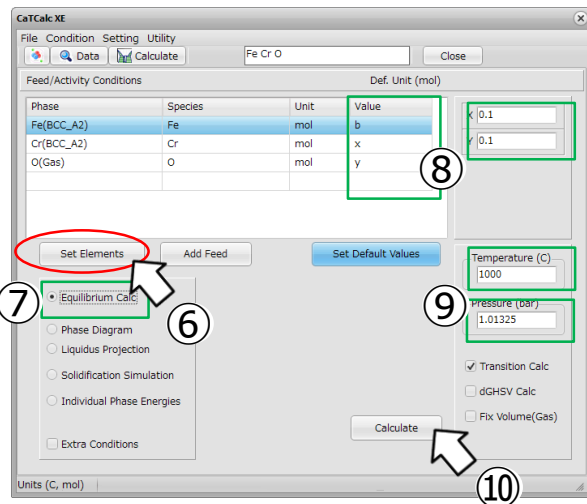 CaTCalc XE
File Condition Setting Utility
Data Calculate Fe Cr O Close
Feed/Activity Conditions Def. Unit (mol)
Phase Species Unit Value
Fe(BCC_A2) Fe mol b
Cr(BCC_A2) Cr mol x
O(Gas) O mol y
X 0.1
Y 0.1
⑧
Set Elements Add Feed Set Default Values
Temperature (C)
1000
⑨
Pressure (bar)
1.01325
⑦ Equilibrium Calc
⑥
Phase Diagram
Liquidus Projection
Solidification Simulation
Individual Phase Energies
Extra Conditions
Transition Calc
dGHSV Calc
Fix Volume(Gas)
Calculate
⑩
Units (C, mol)